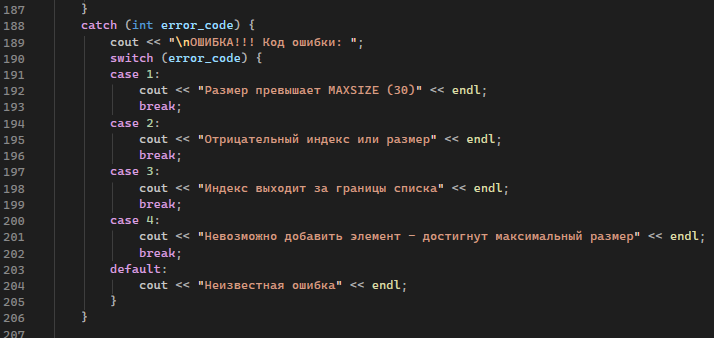 187         }
188         catch (int error_code) {
189             cout << "\nОШИБКА!!! Код ошибки: ";
190             switch (error_code) {
191             case 1:
192                 cout << "Размер превышает MAXSIZE (30)" << endl;
193                 break;
194             case 2:
195                 cout << "Отрицательный индекс или размер" << endl;
196                 break;
197             case 3:
198                 cout << "Индекс выходит за границы списка" << endl;
199                 break;
200             case 4:
201                 cout << "Невозможно добавить элемент - достигнут максимальный размер" << endl;
202                 break;
203             default:
204                 cout << "Неизвестная ошибка" << endl;
205             }
206         }
207